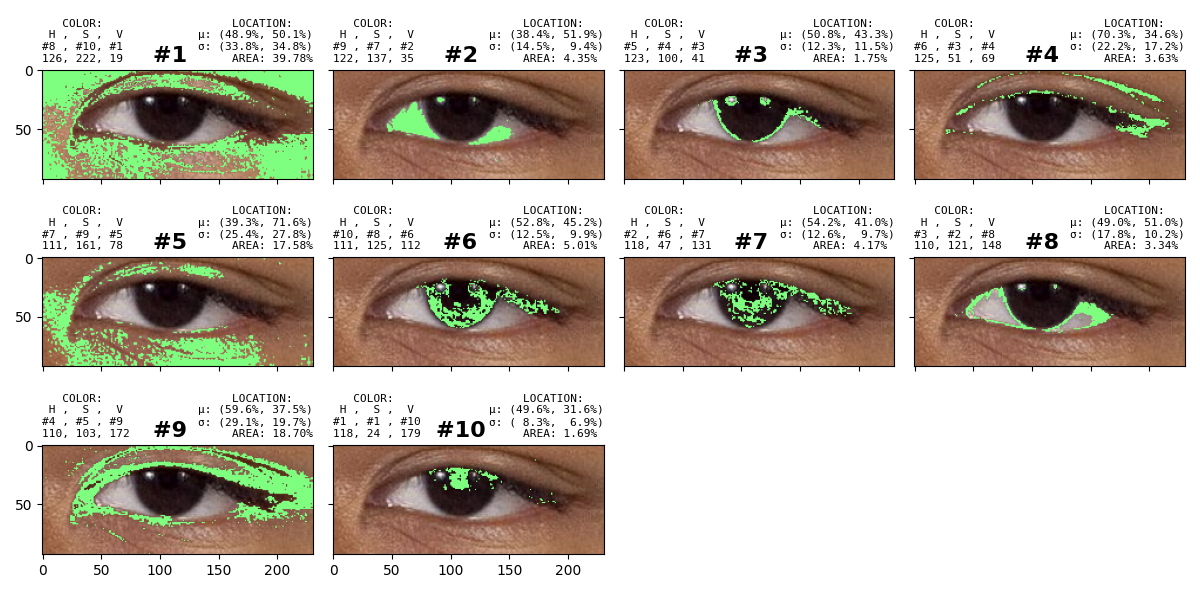 COLOR: LOCATION:
H , S , V μ: (48.9%, 50.1%)
#8 , #10, #1 #1 σ: (33.8%, 34.8%)
126, 222, 19 AREA: 39.78%
COLOR: LOCATION:
H , S , V μ: (38.4%, 51.9%)
#9 , #7 , #2 #2 σ: (14.5%, 9.4%)
122, 137, 35 AREA: 4.35%
COLOR: LOCATION:
H , S , V μ: (50.8%, 43.3%)
#5 , #4 , #3 #3 σ: (12.3%, 11.5%)
123, 100, 41 AREA: 1.75%
COLOR: LOCATION:
H , S , V μ: (70.3%, 34.6%)
#6 , #3 , #4 #4 σ: (22.2%, 17.2%)
125, 51 , 69 AREA: 3.63%
0
50
COLOR: LOCATION:
H , S , V μ: (39.3%, 71.6%)
#7 , #9 , #5 #5 σ: (25.4%, 27.8%)
111, 161, 78 AREA: 17.58%
COLOR: LOCATION:
H , S , V μ: (52.8%, 45.2%)
#10, #8 , #6 #6 σ: (12.5%, 9.9%)
111, 125, 112 AREA: 5.01%
COLOR: LOCATION:
H , S , V μ: (54.2%, 41.0%)
#2 , #6 , #7 #7 σ: (12.6%, 9.7%)
118, 47 , 131 AREA: 4.17%
COLOR: LOCATION:
H , S , V μ: (49.0%, 51.0%)
#3 , #2 , #8 #8 σ: (17.8%, 10.2%)
110, 121, 148 AREA: 3.34%
0
50
COLOR: LOCATION:
H , S , V μ: (59.6%, 37.5%)
#4 , #5 , #9 #9 σ: (29.1%, 19.7%)
110, 103, 172 AREA: 18.70%
COLOR: LOCATION:
H , S , V μ: (49.6%, 31.6%)
#1 , #1 , #10 #10 σ: ( 8.3%, 6.9%)
118, 24 , 179 AREA: 1.69%
0
50
0 50 100 150 200
0 50 100 150 200